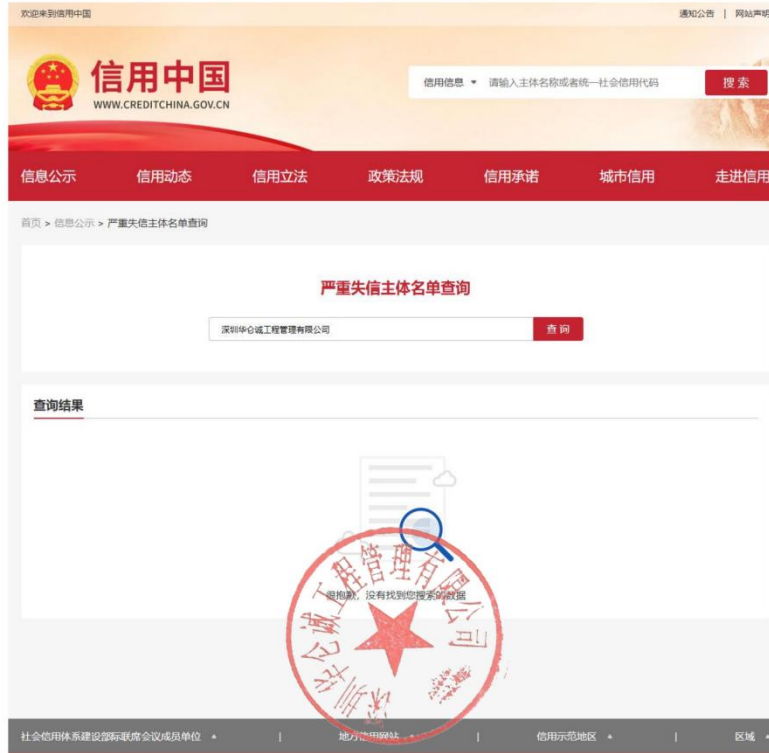 欢迎来到信用中国
通知公告 | 网站声明
信用中国
WWW.CREDITCHINA.GOV.CN
信用信息 请输入主体名称或者统一社会信用代码 搜索
信息公示 信用动态 信用立法 政策法规 信用承诺 城市信用 走进信用
首页 > 信息公示 > 严重失信主体名单查询
严重失信主体名单查询
深圳华仑诚工程管理有限公司 查询
查询结果
很抱歉，没有找到您搜索的数据
深圳华仑诚工程管理有限公司
社会信用体系建设部际联席会议成员单位 | 地方信用网站 | 信用示范地区 | 区域